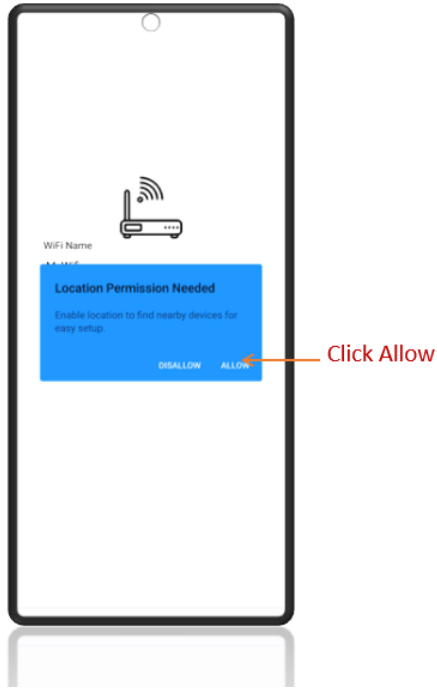 WiFi Name
Location Permission Needed
Enable location to find nearby devices for
easy setup.
DISALLOW ALLOW
Click Allow